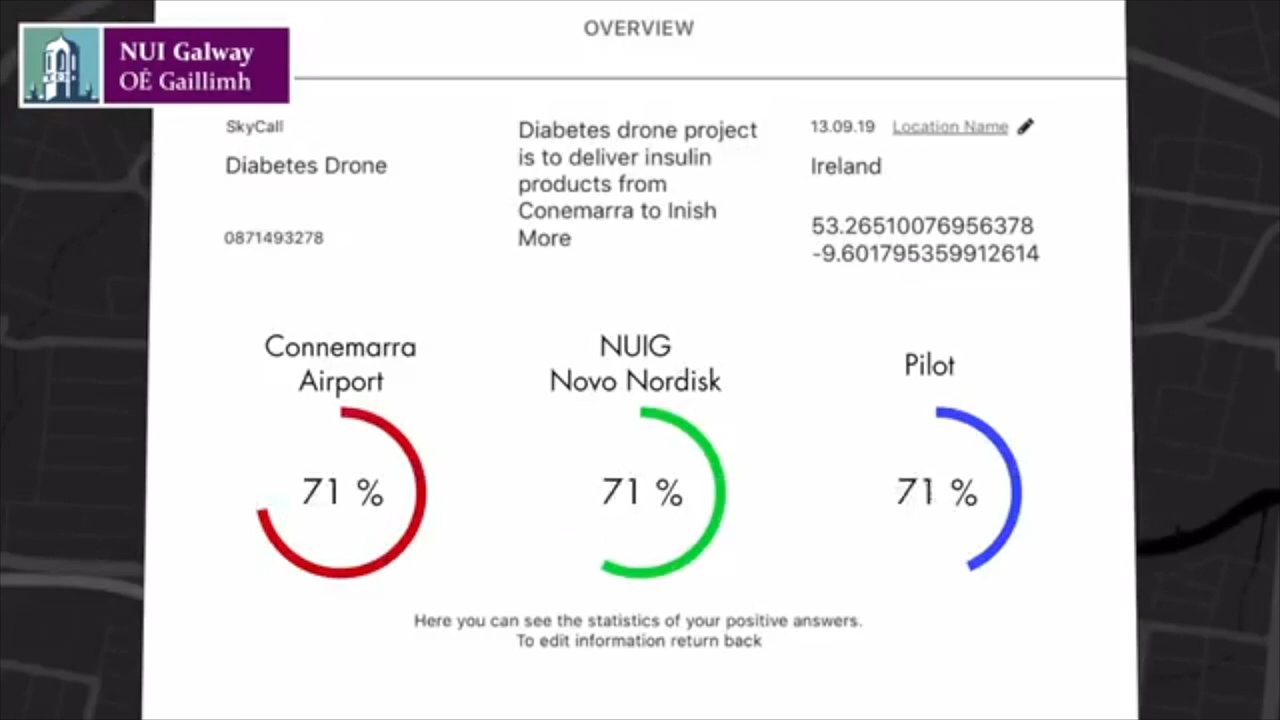 OVERVIEW
NUI Galway
OÉ Gaillimh
SkyCall
Diabetes Drone
0871493278
Diabetes drone project
is to deliver insulin
products from
Conemarra to Inish
More
13.09.19 Location Name
Ireland
53.26510076956378
-9.601795359912614
Connemarra
Airport
71 %
NUIG
Novo Nordisk
71 %
Pilot
71 %
Here you can see the statistics of your positive answers.
To edit information return back